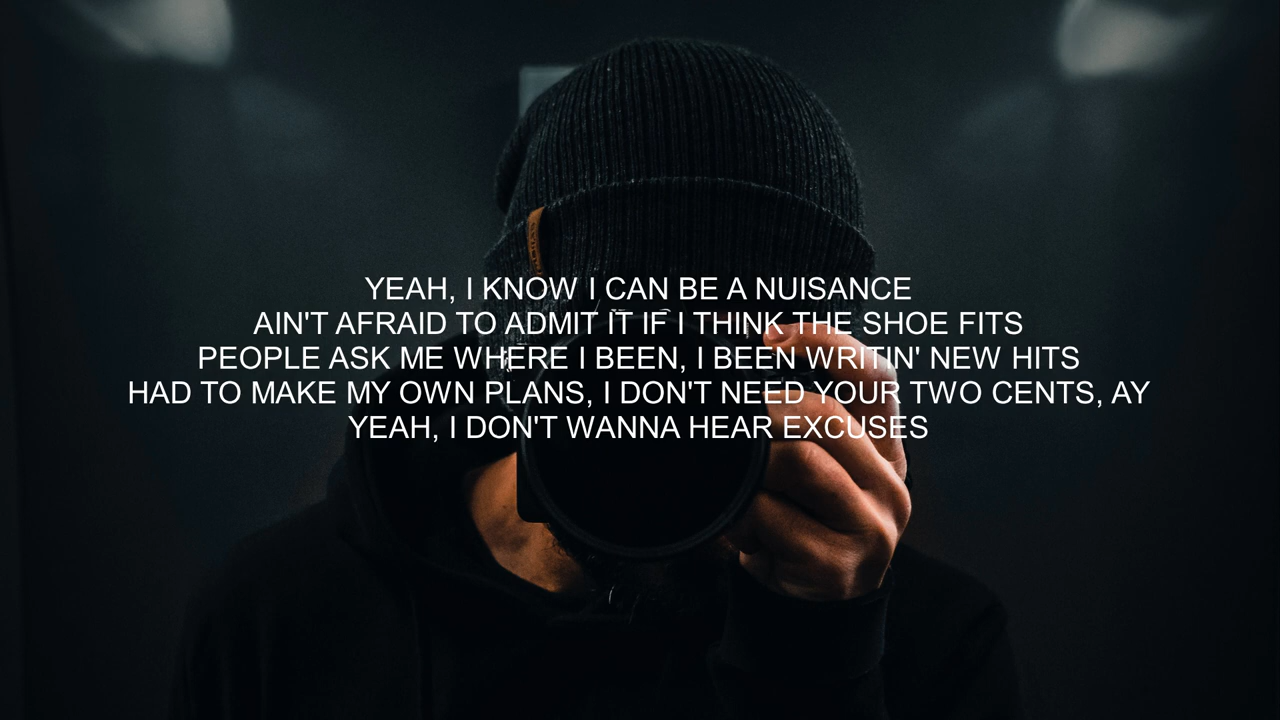 YEAH, I KNOW I CAN BE A NUISANCE
AIN'T AFRAID TO ADMIT IT IF I THINK THE SHOE FITS
PEOPLE ASK ME WHERE I BEEN, I BEEN WRITIN' NEW HITS
HAD TO MAKE MY OWN PLANS, I DON'T NEED YOUR TWO CENTS, AY
YEAH, I DON'T WANNA HEAR EXCUSES